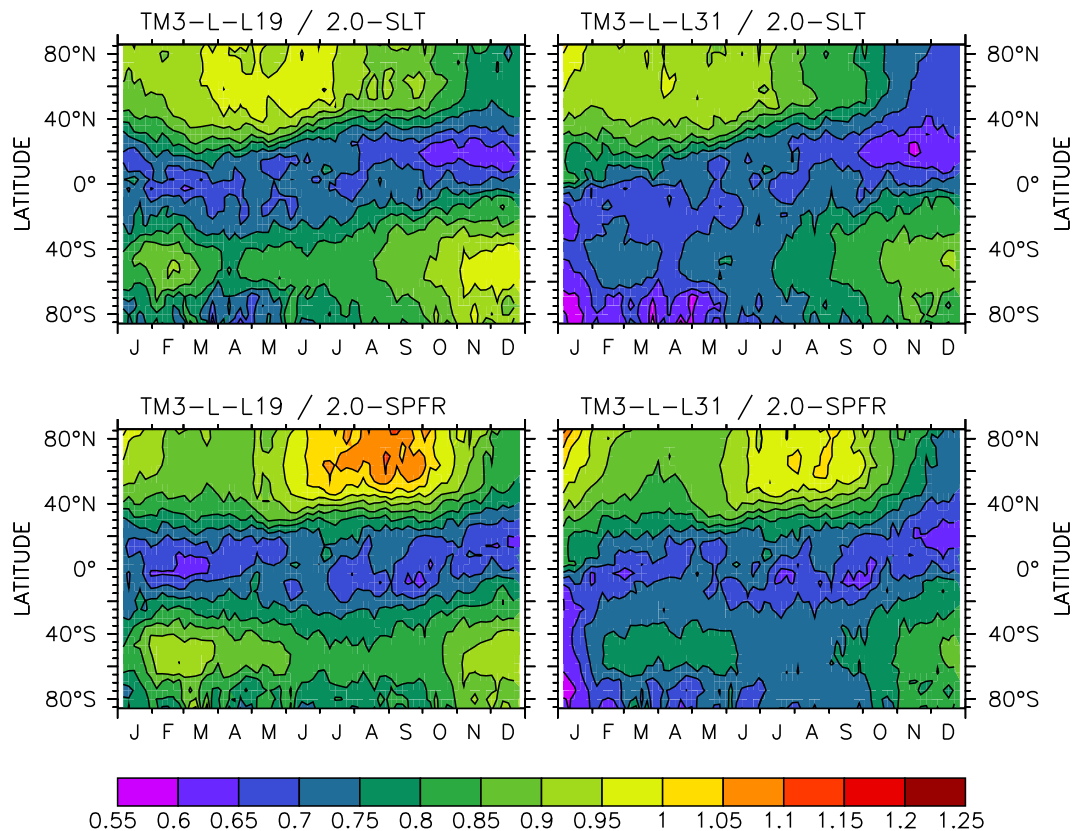 TM3-L-L19 / 2.0-SLT
TM3-L-L31 / 2.0-SLT
80°N
40°N
0°
40°S
80°S
LATITUDE
80°N
40°N
0°
40°S
80°S
LATITUDE
J F M A M J J A S O N D
J F M A M J J A S O N D
TM3-L-L19 / 2.0-SPFR
TM3-L-L31 / 2.0-SPFR
80°N
40°N
0°
40°S
80°S
LATITUDE
80°N
40°N
0°
40°S
80°S
LATITUDE
J F M A M J J A S O N D
J F M A M J J A S O N D
0.55 0.6 0.65 0.7 0.75 0.8 0.85 0.9 0.95 1 1.05 1.1 1.15 1.2 1.25